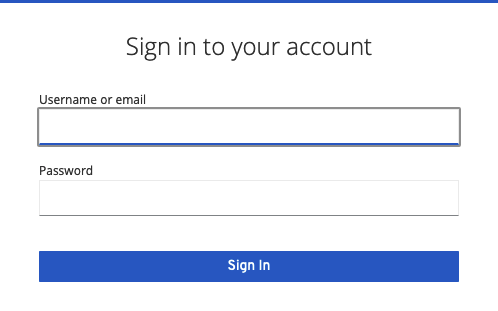 Sign in to your account
Username or email
Password
Sign In